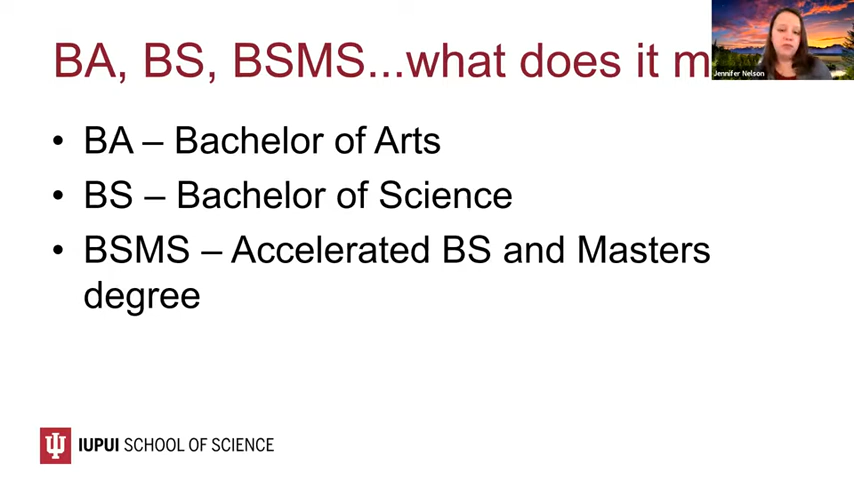 BA, BS, BSMS...what does it m
Jennifer Nelson
• BA – Bachelor of Arts
• BS – Bachelor of Science
• BSMS – Accelerated BS and Masters
degree
IUPUI SCHOOL OF SCIENCE